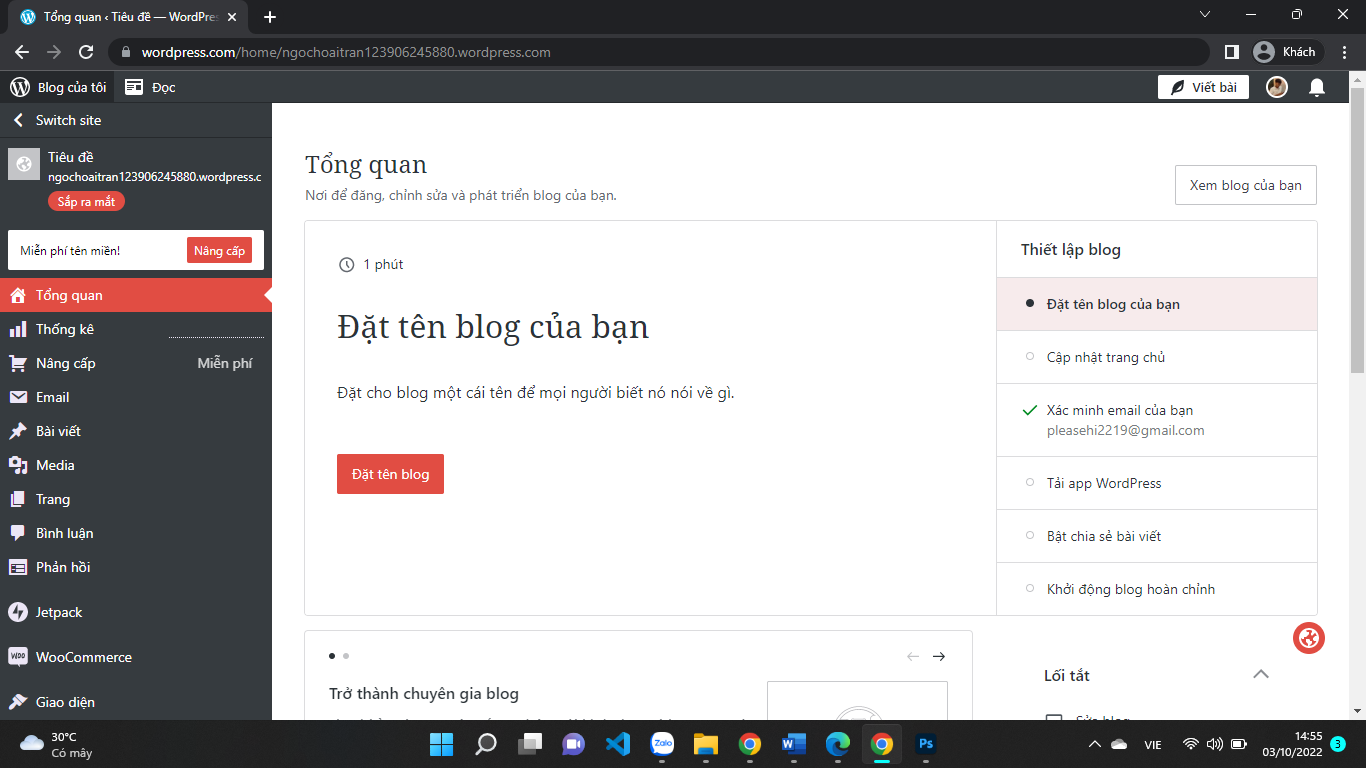 Tổng quan ‹ Tiêu đề — WordPres
wordpress.com/home/ngochoaitran123906245880.wordpress.com
Khách
Blog của tôi
Đọc
Viết bài
Switch site
Tiêu đề
ngochoaitran123906245880.wordpress.c
Sắp ra mắt
Miễn phí tên miền!
Nâng cấp
Tổng quan
Thống kê
Nâng cấp
Miễn phí
Email
Bài viết
Media
Trang
Bình luận
Phản hồi
Jetpack
WooCommerce
Giao diện
Tổng quan
Nơi để đăng, chỉnh sửa và phát triển blog của bạn.
Xem blog của bạn
1 phút
Đặt tên blog của bạn
Đặt cho blog một cái tên để mọi người biết nó nói về gì.
Đặt tên blog
Thiết lập blog
Đặt tên blog của bạn
Cập nhật trang chủ
Xác minh email của bạn
pleasehi2219@gmail.com
Tải app WordPress
Bật chia sẻ bài viết
Khởi động blog hoàn chỉnh
Trở thành chuyên gia blog
Lối tắt
Sửa blog
30°C
Có mây
Zalo
W
Ps
VIE
14:55
03/10/2022
3